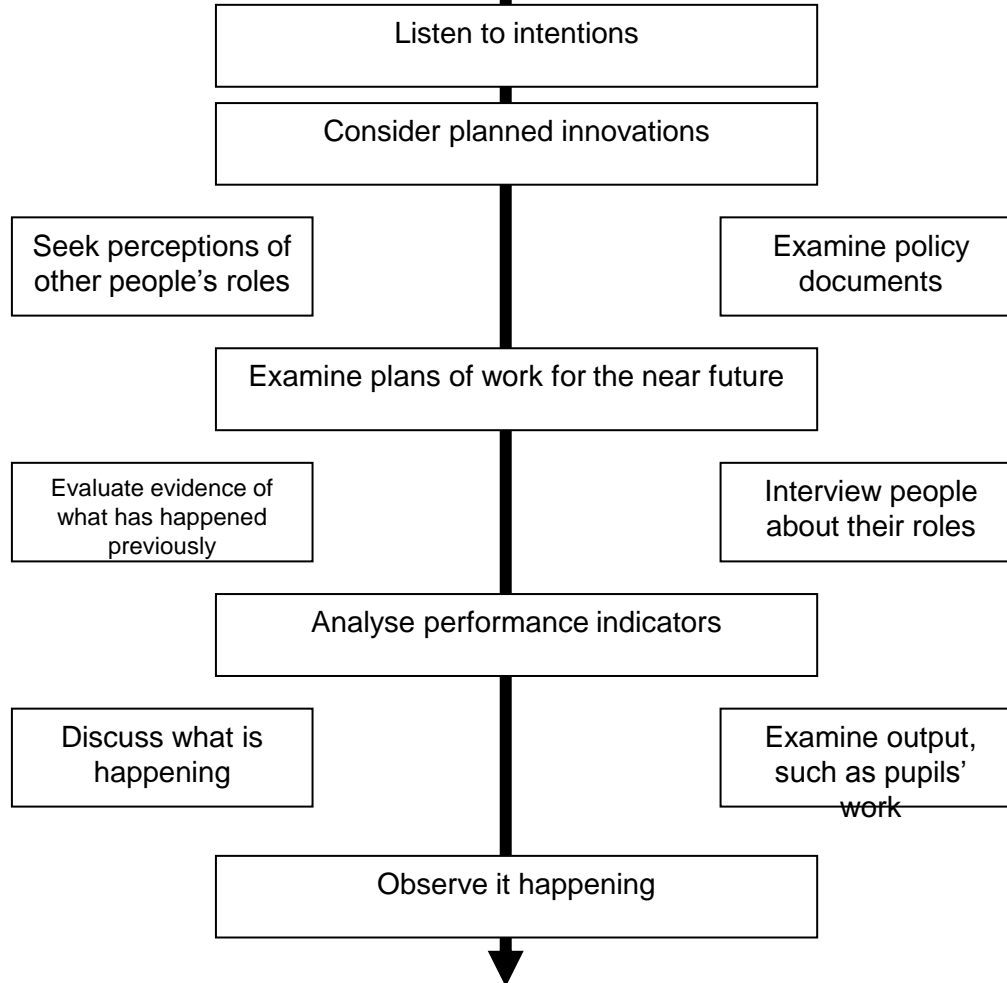 Listen to intentions
Consider planned innovations
Seek perceptions of
other people’s roles
Examine policy
documents
Examine plans of work for the near future
Evaluate evidence of
what has happened
previously
Interview people
about their roles
Analyse performance indicators
Discuss what is
happening
Examine output,
such as pupils’
work
Observe it happening